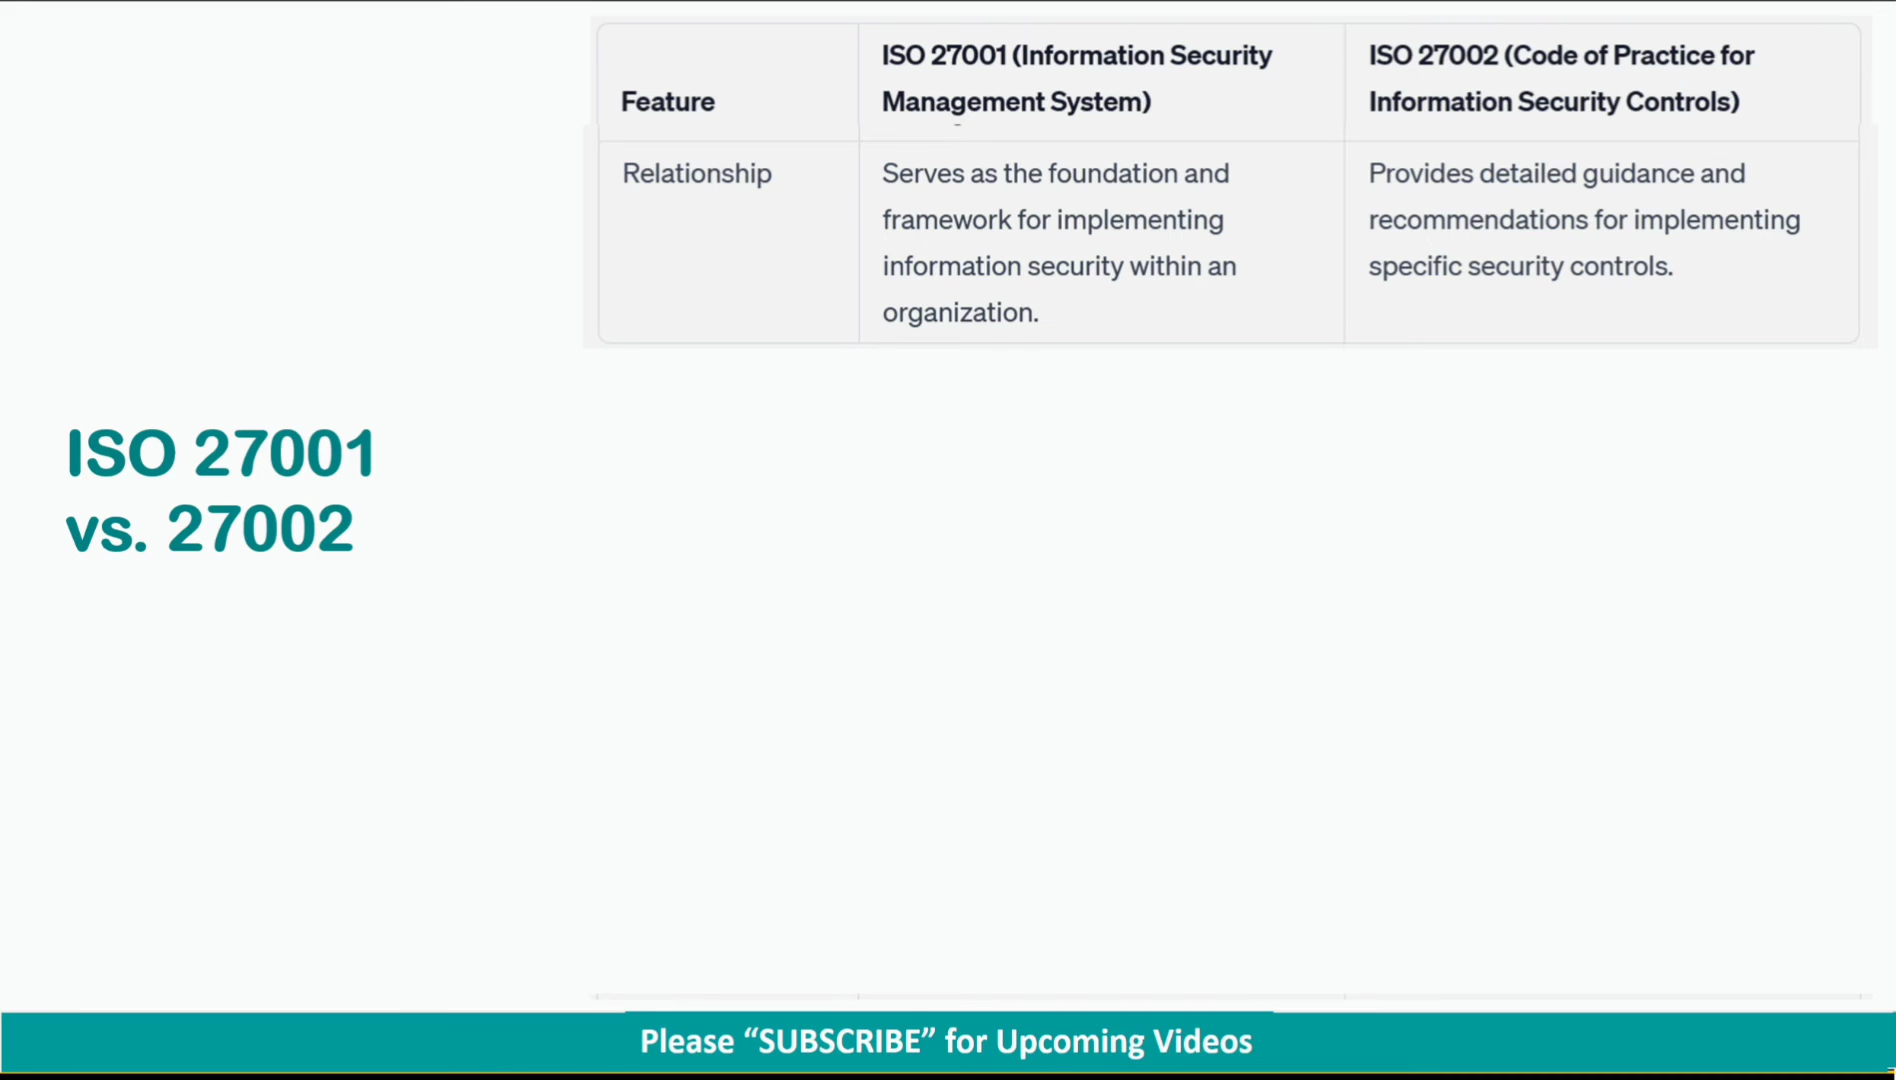 ISO 27001
vs. 27002
Feature
ISO 27001 (Information Security
Management System)
ISO 27002 (Code of Practice for
Information Security Controls)
Relationship
Serves as the foundation and
framework for implementing
information security within an
organization.
Provides detailed guidance and
recommendations for implementing
specific security controls.
Please “SUBSCRIBE” for Upcoming Videos